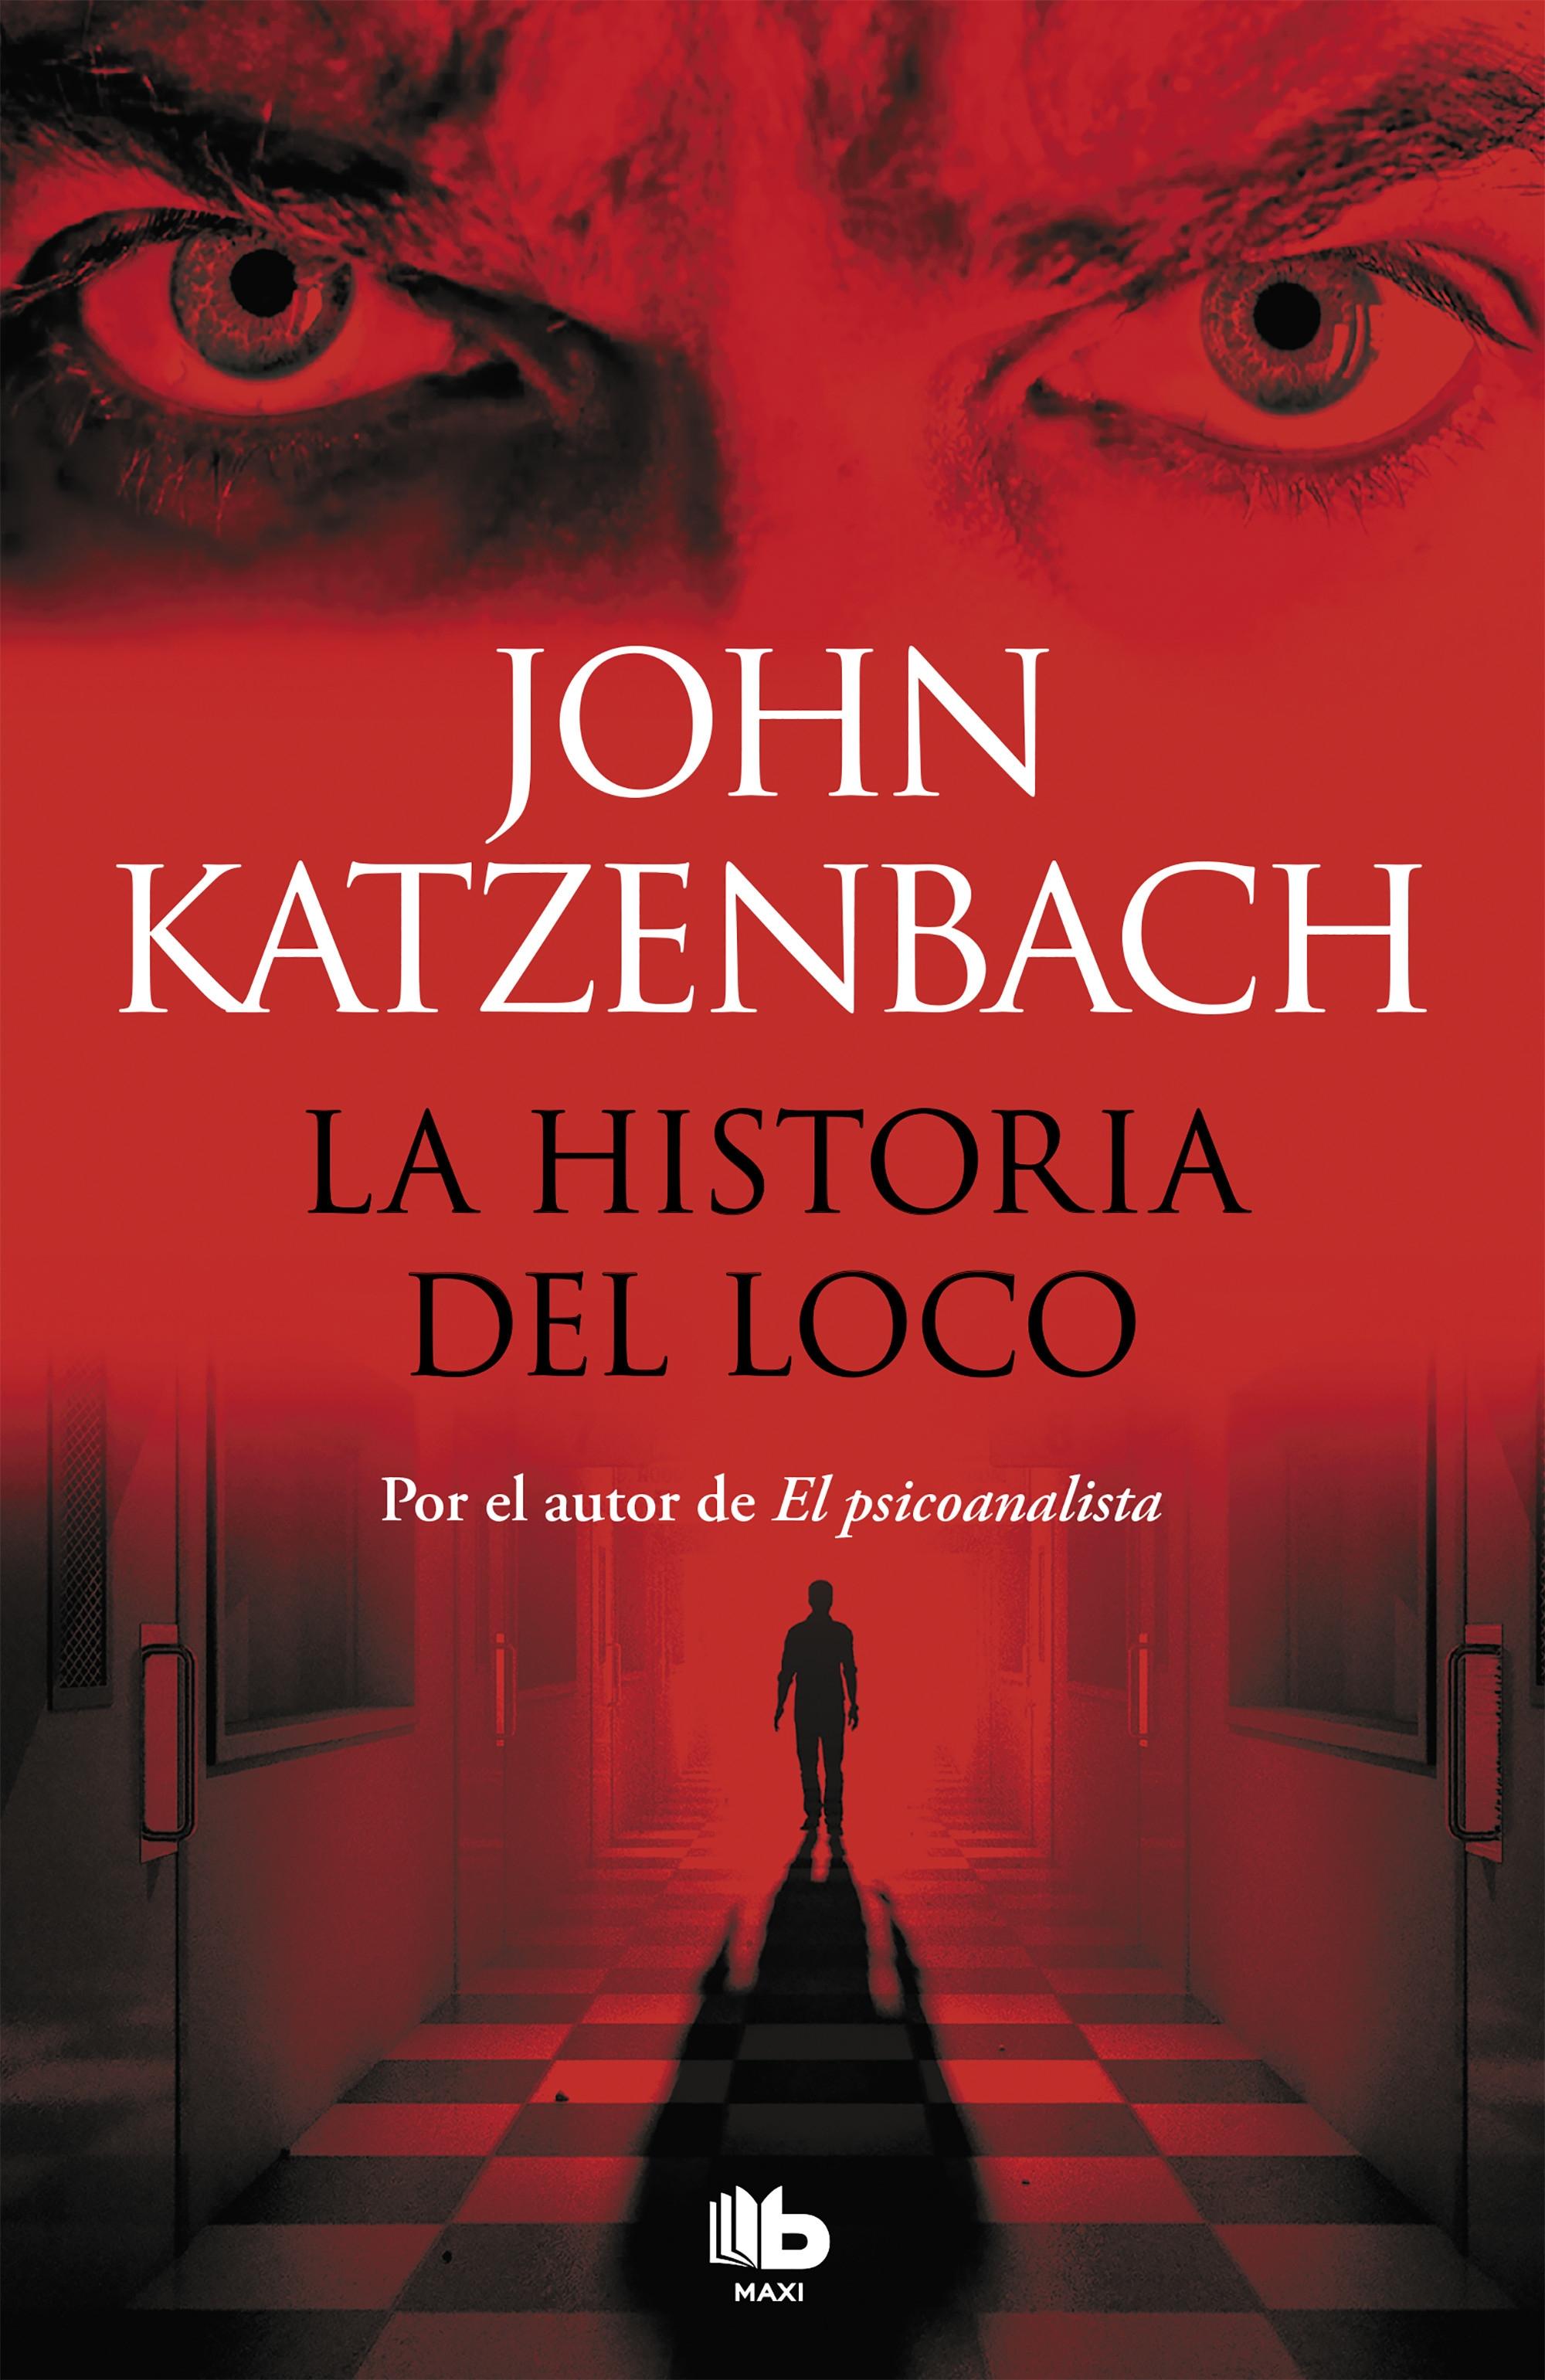 JOHN
KATZENBACH
LA HISTORIA
DEL LOCO
Por el autor de El psicoanalista
b
MAXI